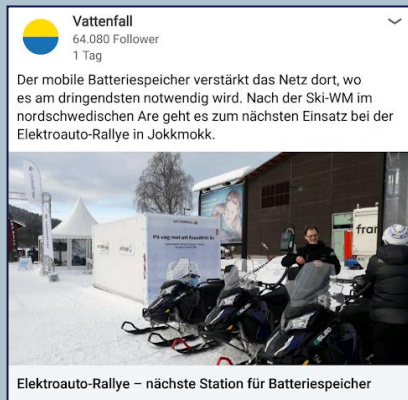 Vattenfall
64.080 Follower
1 Tag
Der mobile Batteriespeicher verstärkt das Netz dort, wo
es am dringendsten notwendig wird. Nach der Ski-WM im
nordschwedischen Are geht es zum nächsten Einsatz bei der
Elektroauto-Rallye in Jokkmokk.
VATTENFALL
På väg mot ett fossilfritt liv
fran
Elektroauto-Rallye – nächste Station für Batteriespeicher